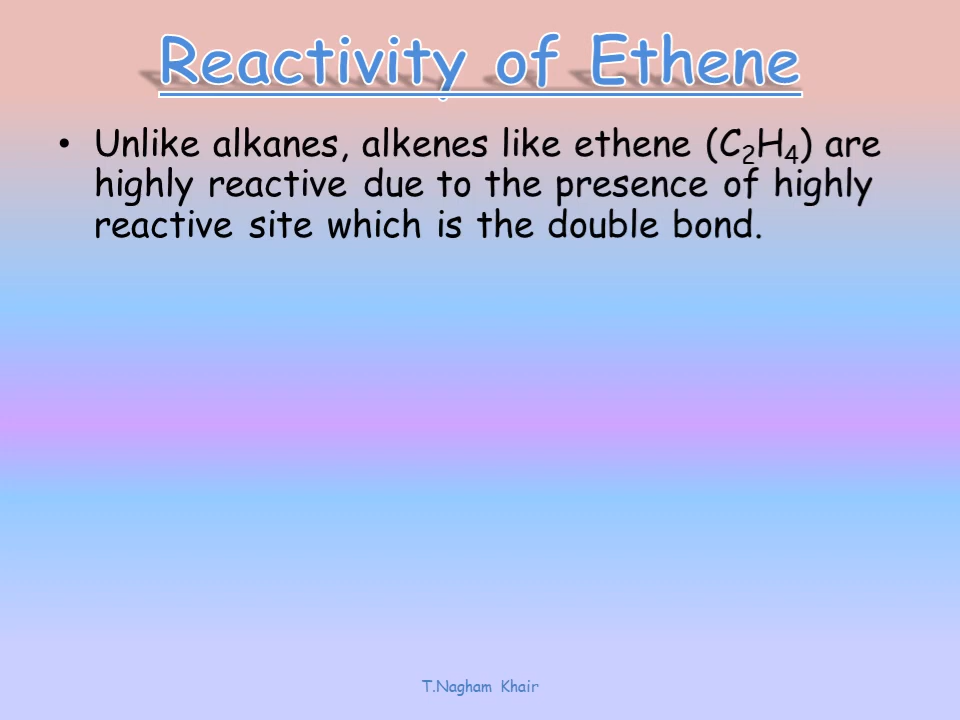 Reactivity of Ethene
• Unlike alkanes, alkenes like ethene (C₂H₄) are
highly reactive due to the presence of highly
reactive site which is the double bond.
T.Nagham Khair